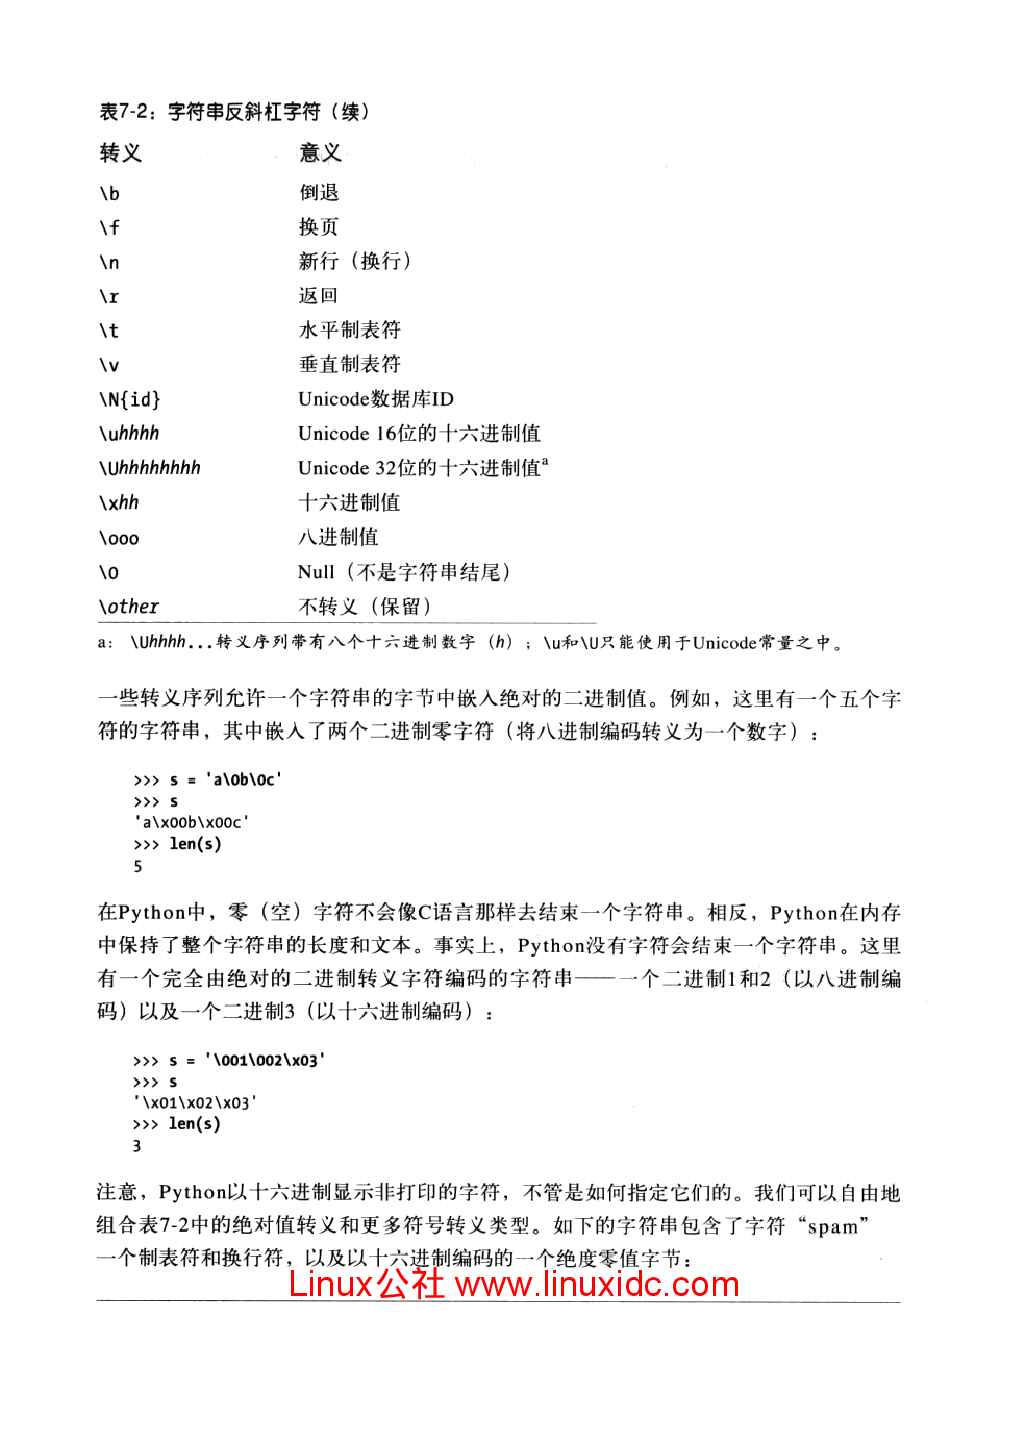 表7-2：字符串反斜杠字符（续）
转义 意义
\b 倒退
\f 换页
\n 新行（换行）
\r 返回
\t 水平制表符
\v 垂直制表符
\N{id} Unicode数据库ID
\uhhhh Unicode 16位的十六进制值
\Uhhhhhhhh Unicode 32位的十六进制值a
\xhh 十六进制值
\ooo 八进制值
\0 Null（不是字符串结尾）
\other 不转义（保留）
a： \Uhhhh...转义序列带有八个十六进制数字（h）；\u和\U只能使用于Unicode常量之中。
一些转义序列允许一个字符串的字节中嵌入绝对的二进制值。例如，这里有一个五个字
符的字符串，其中嵌入了两个二进制零字符（将八进制编码转义为一个数字）：
>>> s = 'a\0b\0c'
>>> s
'a\x00b\x00c'
>>> len(s)
5
在Python中，零（空）字符不会像C语言那样去结束一个字符串。相反，Python在内存
中保持了整个字符串的长度和文本。事实上，Python没有字符会结束一个字符串。这里
有一个完全由绝对的二进制转义字符编码的字符串——一个二进制1和2（以八进制编
码）以及一个二进制3（以十六进制编码）：
>>> s = '\001\002\x03'
>>> s
'\x01\x02\x03'
>>> len(s)
3
注意，Python以十六进制显示非打印的字符，不管是如何指定它们的。我们可以自由地
组合表7-2中的绝对值转义和更多符号转义类型。如下的字符串包含了字符“spam”
一个制表符和换行符，以及以十六进制编码的一个绝度零值字节：
Linux公社 www.linuxidc.com